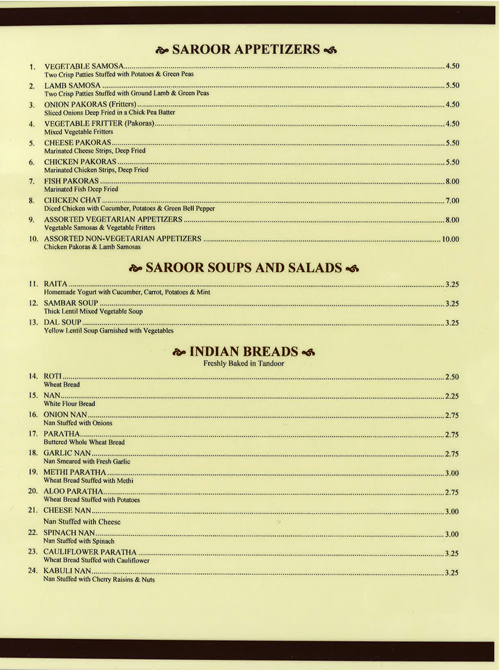 SAROOR APPETIZERS
1. VEGETABLE SAMOSA 4.50
Two Crisp Patties Stuffed with Potatoes & Green Peas
2. LAMB SAMOSA 5.50
Two Crisp Patties Stuffed with Ground Lamb & Green Peas
3. ONION PAKORAS (Fritters) 4.50
Sliced Onions Deep Fried in a Chick Pea Batter
4. VEGETABLE FRITTER (Pakoras) 4.50
Mixed Vegetable Fritters
5. CHEESE PAKORAS 5.50
Marinated Cheese Strips, Deep Fried
6. CHICKEN PAKORAS 5.50
Marinated Chicken Strips, Deep Fried
7. FISH PAKORAS 8.00
Marinated Fish Deep Fried
8. CHICKEN CHAT 7.00
Diced Chicken with Cucumber, Potatoes & Green Bell Pepper
9. ASSORTED VEGETARIAN APPETIZERS 8.00
Vegetable Samosas & Vegetable Fritters
10. ASSORTED NON-VEGETARIAN APPETIZERS 10.00
Chicken Pakoras & Lamb Samosas
SAROOR SOUPS AND SALADS
11. RAITA 3.25
Homemade Yogurt with Cucumber, Carrot, Potatoes & Mint
12. SAMBAR SOUP 3.25
Thick Lentil Mixed Vegetable Soup
13. DAL SOUP 3.25
Yellow Lentil Soup Garnished with Vegetables
INDIAN BREADS
Freshly Baked in Tandoor
14. ROTI 2.50
Wheat Bread
15. NAN 2.25
White Flour Bread
16. ONION NAN 2.75
Nan Stuffed with Onions
17. PARATHA 2.75
Buttered Whole Wheat Bread
18. GARLIC NAN 2.75
Nan Smeared with Fresh Garlic
19. METHI PARATHA 3.00
Wheat Bread Stuffed with Methi
20. ALOO PARATHA 2.75
Wheat Bread Stuffed with Potatoes
21. CHEESE NAN 3.00
Nan Stuffed with Cheese
22. SPINACH NAN 3.00
Nan Stuffed with Spinach
23. CAULIFLOWER PARATHA 3.25
Wheat Bread Stuffed with Cauliflower
24. KABULI NAN 3.25
Nan Stuffed with Cherry Raisins & Nuts